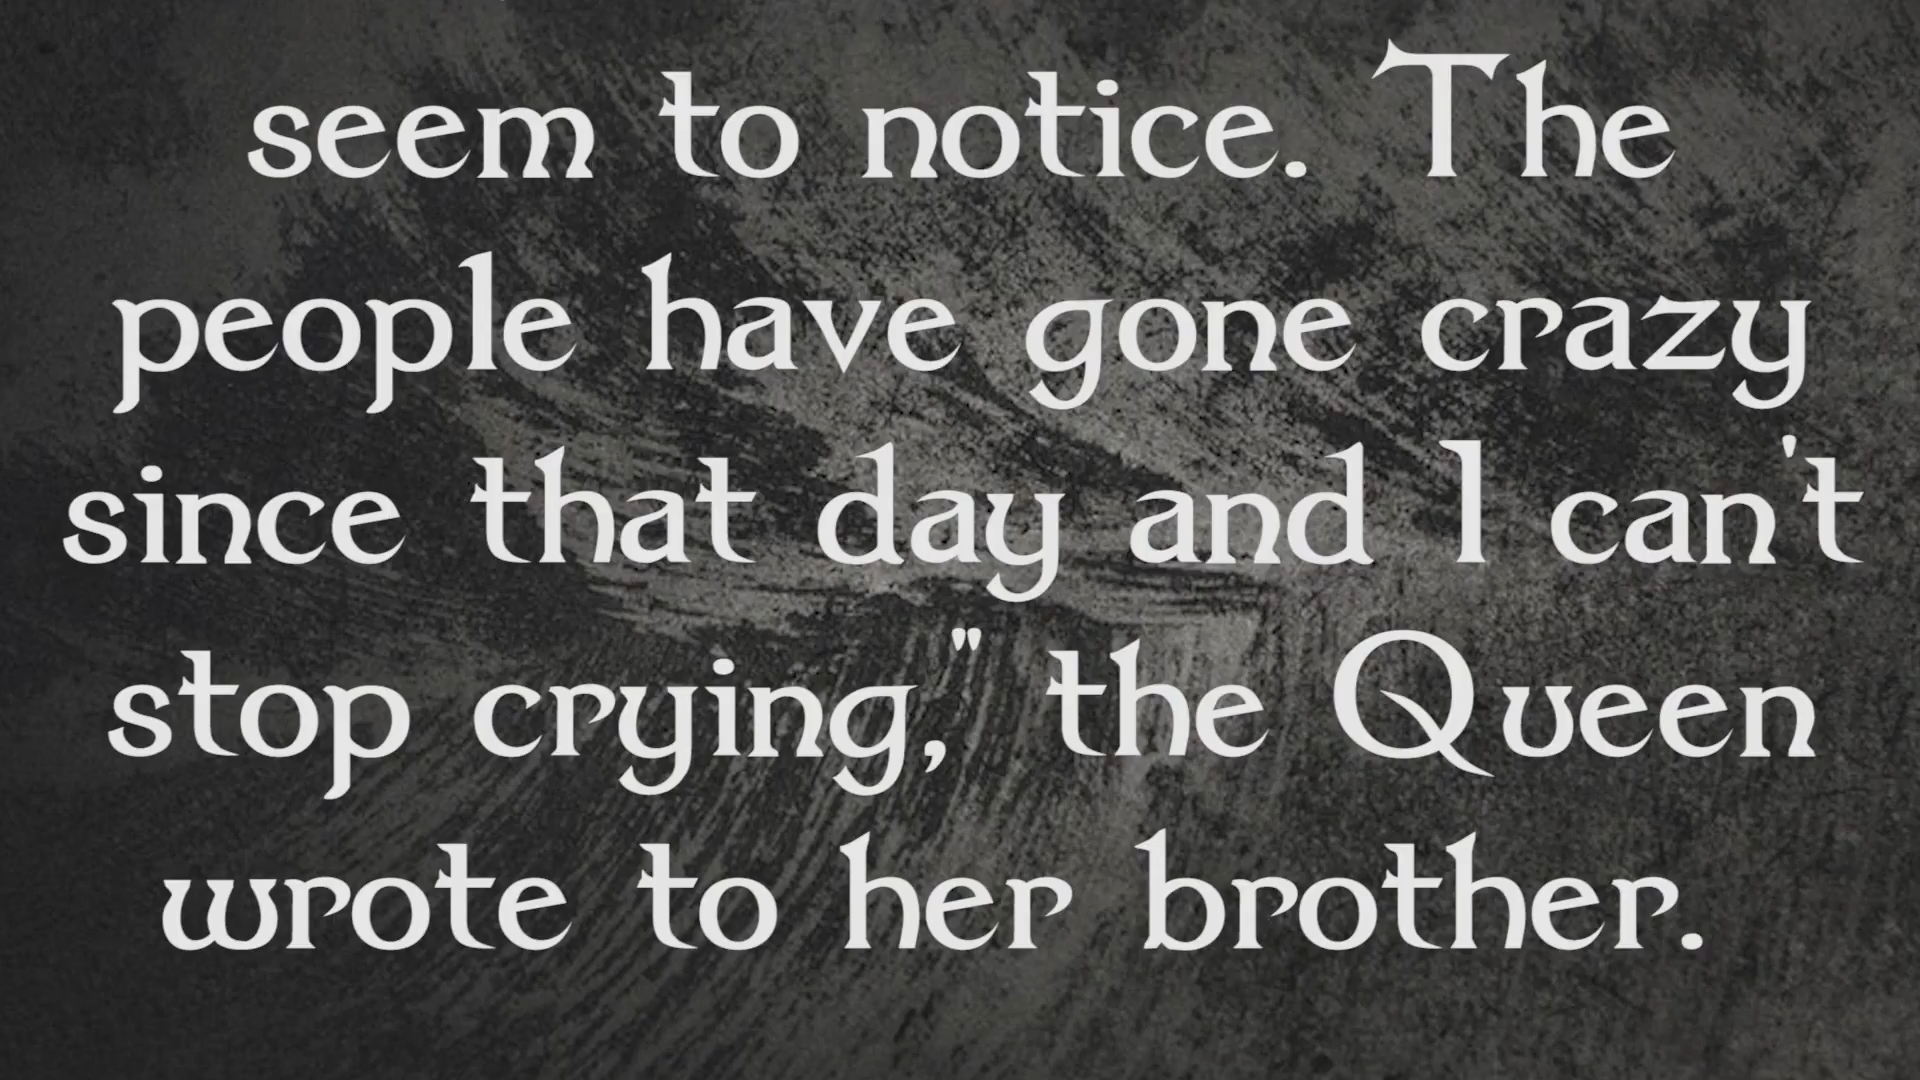 seem to notice. The
people have gone crazy
since that day and I can't
stop crying," the Queen
wrote to her brother.